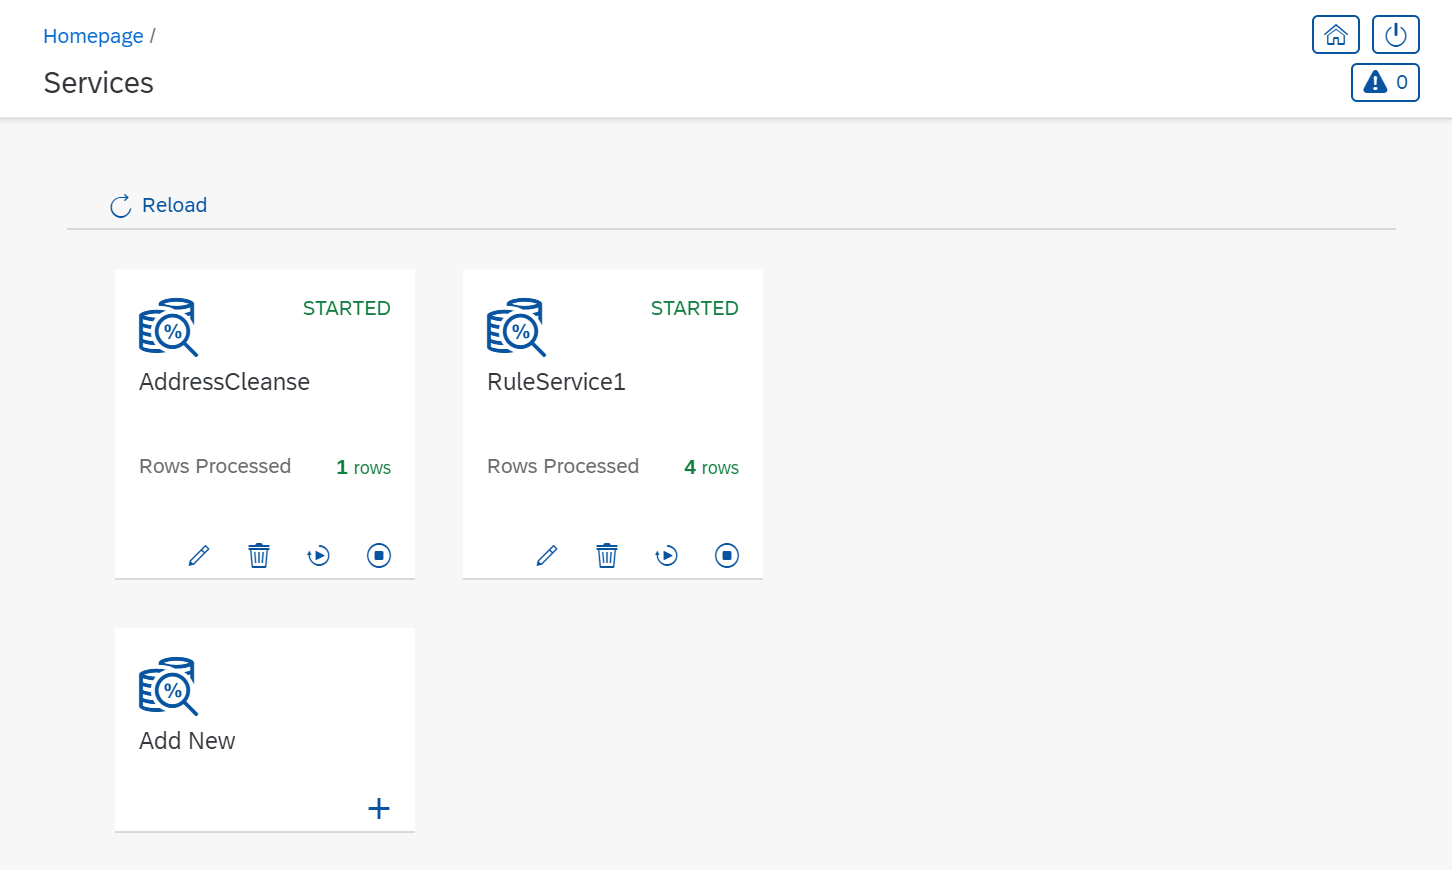 Homepage /
Services
0
Reload
STARTED
%
AddressCleanse
Rows Processed 1 rows
STARTED
%
RuleService1
Rows Processed 4 rows
%
Add New